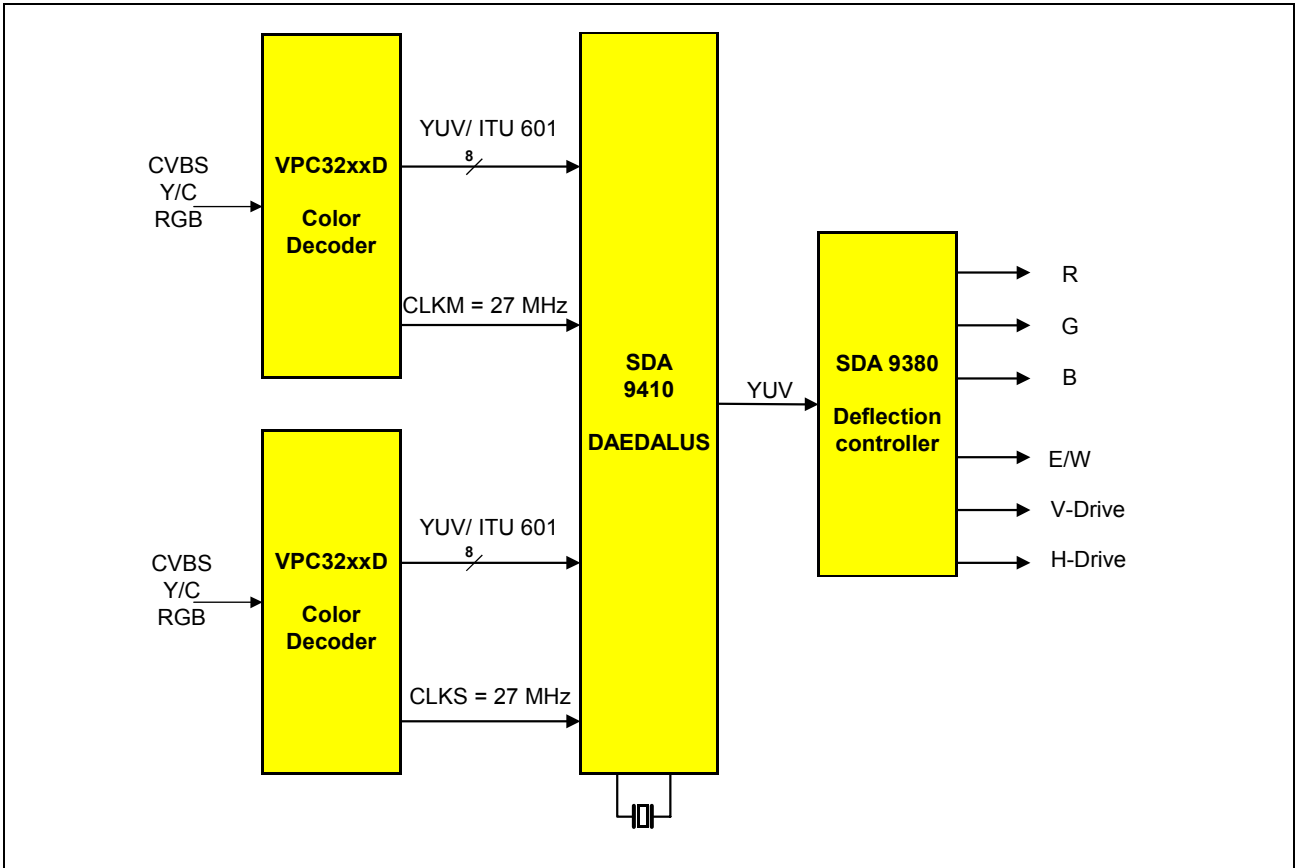 CVBS
Y/C
RGB
VPC32xxD
Color
Decoder
YUV/ ITU 601
8
CLKM = 27 MHz
CVBS
Y/C
RGB
VPC32xxD
Color
Decoder
YUV/ ITU 601
8
CLKS = 27 MHz
SDA
9410
DAEDALUS
YUV
SDA 9380
Deflection
controller
R
G
B
E/W
V-Drive
H-Drive